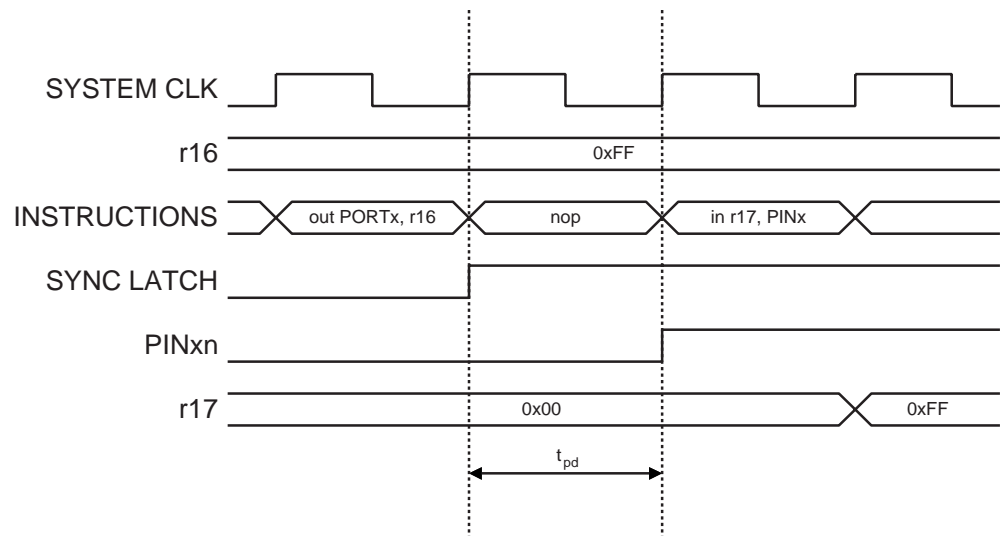 SYSTEM CLK
r16
0xFF
INSTRUCTIONS
out PORTx, r16
nop
in r17, PINx
SYNC LATCH
PINxn
r17
0x00
0xFF
tpd